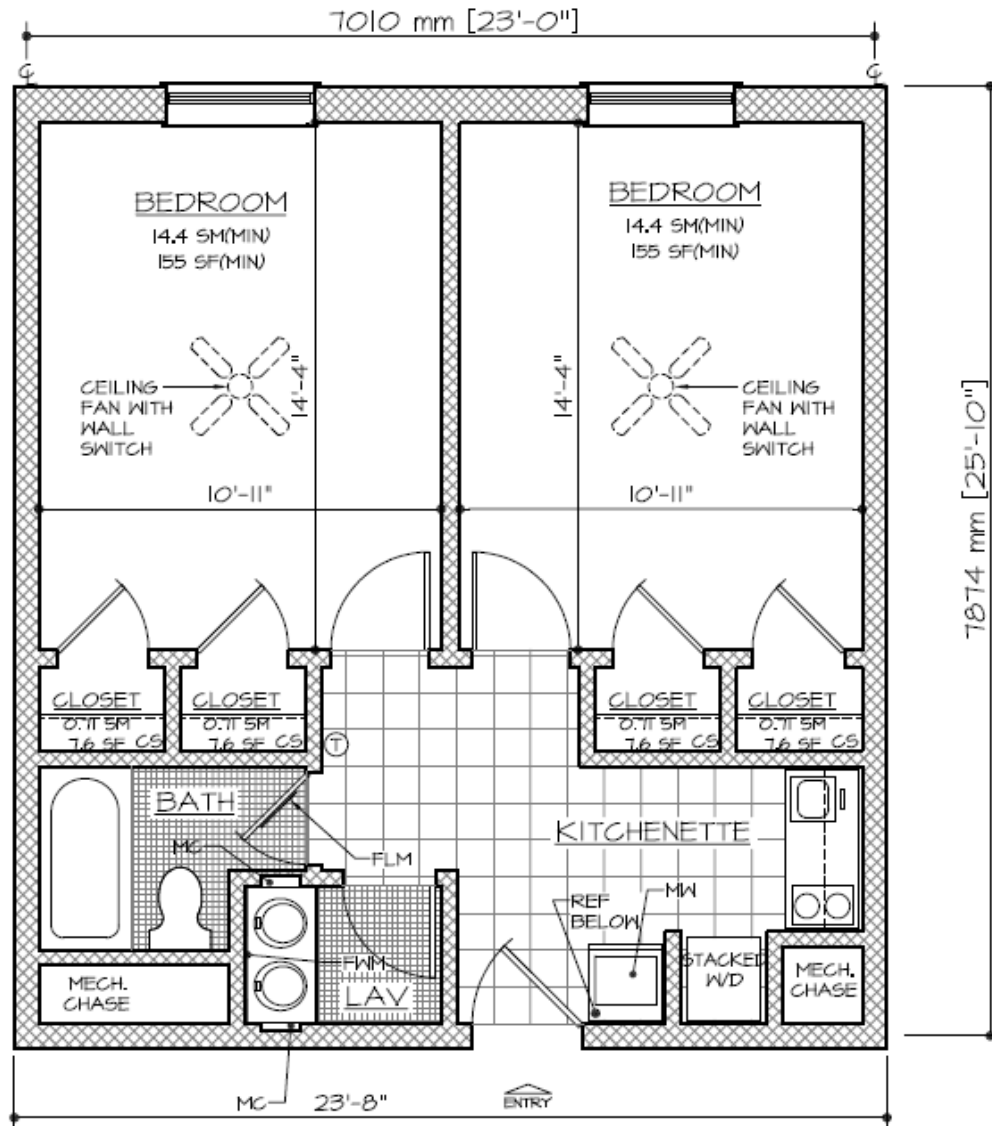 7010 mm [23'-0"]
℄
℄
BEDROOM
14.4 SM(MIN)
155 SF(MIN)
BEDROOM
14.4 SM(MIN)
155 SF(MIN)
CEILING
FAN WITH
WALL
SWITCH
14'-4"
14'-4"
CEILING
FAN WITH
WALL
SWITCH
7874 mm [25'-10"]
10'-11"
10'-11"
CLOSET
0.71 SM
7.6 SF CS
CLOSET
0.71 SM
7.6 SF CS
CLOSET
0.71 SM
7.6 SF CS
CLOSET
0.71 SM
7.6 SF CS
T
BATH
KITCHENETTE
MC
FLM
MW
REF
BELOW
FWM
STACKED
W/D
MECH.
CHASE
MECH.
CHASE
LAV
MC
23'-8"
ENTRY